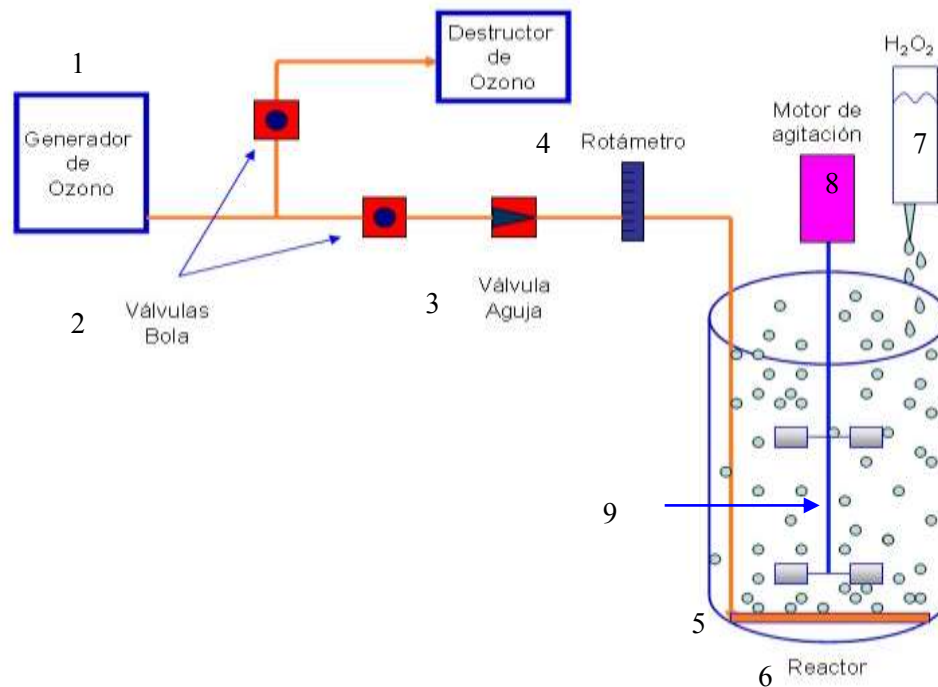 1
Generador
de
Ozono
Destructor
de
Ozono
2
Válvulas
Bola
3
Válvula
Aguja
4
Rotámetro
Motor de
agitación
8
H2O2
7
9
5
6
Reactor